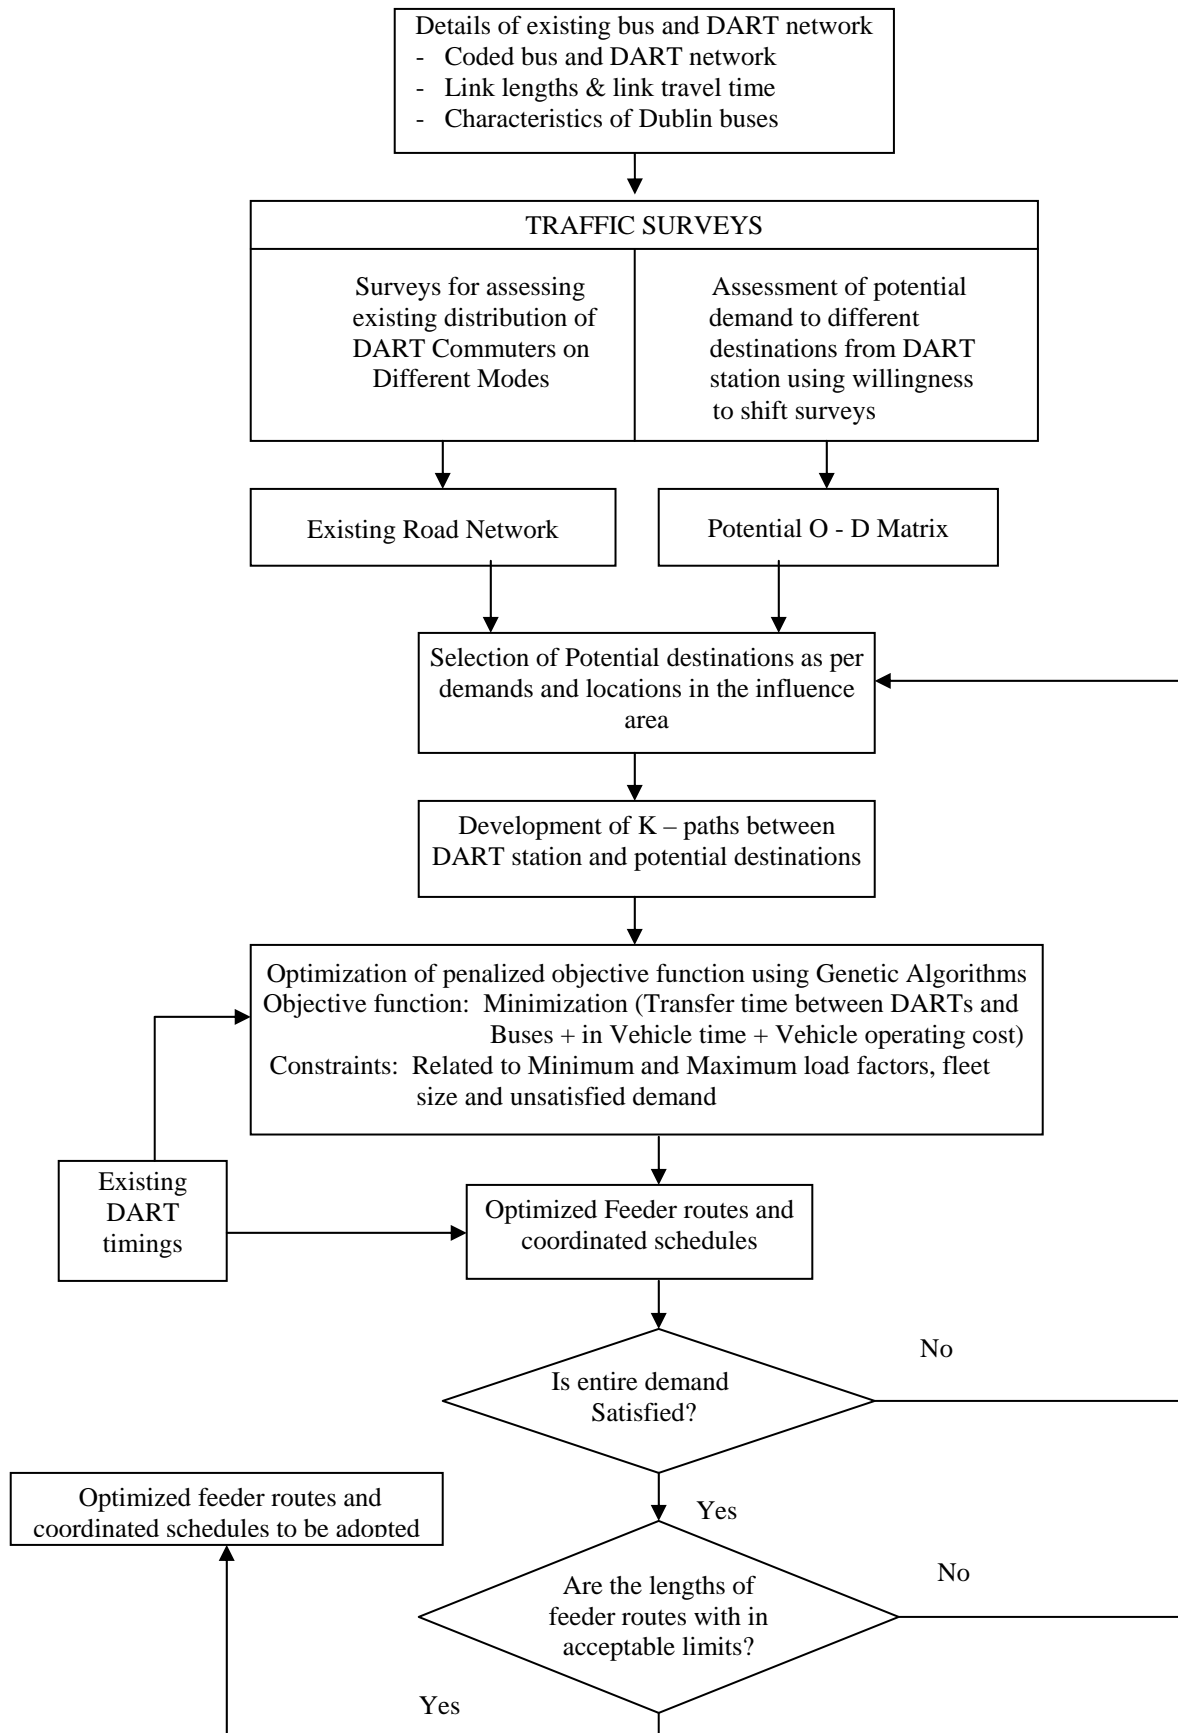 Details of existing bus and DART network
- Coded bus and DART network
- Link lengths & link travel time
- Characteristics of Dublin buses
TRAFFIC SURVEYS
Surveys for assessing
existing distribution of
DART Commuters on
Different Modes
Assessment of potential
demand to different
destinations from DART
station using willingness
to shift surveys
Existing Road Network
Potential O - D Matrix
Selection of Potential destinations as per
demands and locations in the influence
area
Development of K – paths between
DART station and potential destinations
Optimization of penalized objective function using Genetic Algorithms
Objective function: Minimization (Transfer time between DARTs and
Buses + in Vehicle time + Vehicle operating cost)
Constraints: Related to Minimum and Maximum load factors, fleet
size and unsatisfied demand
Existing
DART
timings
Optimized Feeder routes and
coordinated schedules
No
Is entire demand
Satisfied?
Optimized feeder routes and
coordinated schedules to be adopted
Yes
No
Are the lengths of
feeder routes with in
acceptable limits?
Yes